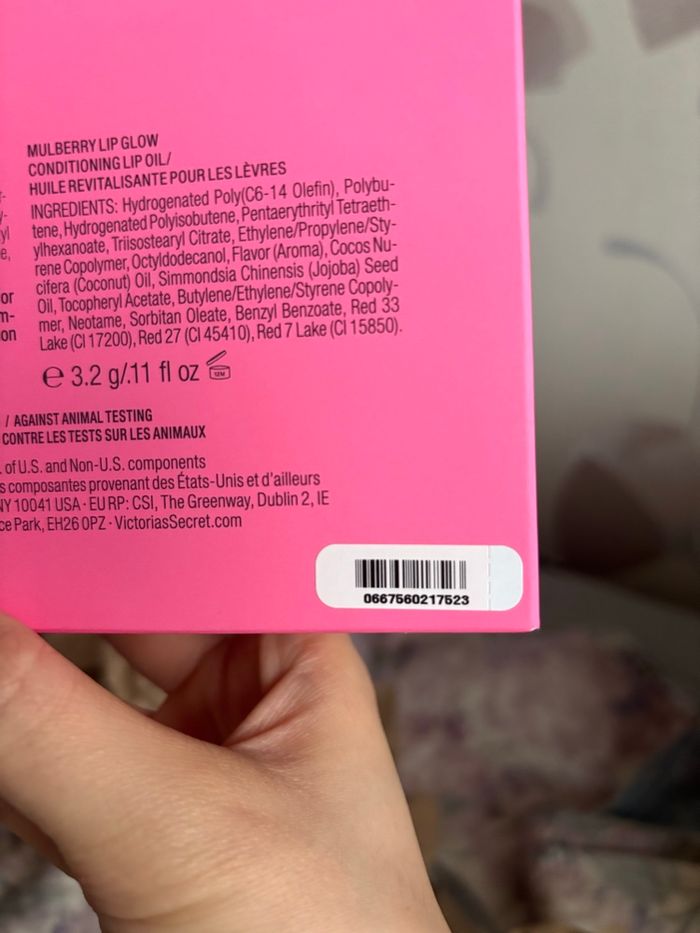 MULBERRY LIP GLOW
CONDITIONING LIP OIL/
HUILE REVITALISANTE POUR LES LÈVRES
INGREDIENTS: Hydrogenated Poly(C6-14 Olefin), Polybu-
tene, Hydrogenated Polyisobutene, Pentaerythrityl Tetraeth-
ylhexanoate, Triisostearyl Citrate, Ethylene/Propylene/Sty-
rene Copolymer, Octyldodecanol, Flavor (Aroma), Cocos Nu-
cifera (Coconut) Oil, Simmondsia Chinensis (Jojoba) Seed
Oil, Tocopheryl Acetate, Butylene/Ethylene/Styrene Copoly-
mer, Neotame, Sorbitan Oleate, Benzyl Benzoate, Red 33
Lake (CI 17200), Red 27 (CI 45410), Red 7 Lake (CI 15850).
e 3.2 g/.11 fl oz 12M
/ AGAINST ANIMAL TESTING
CONTRE LES TESTS SUR LES ANIMAUX
. of U.S. and Non-U.S. components
s composantes provenant des États-Unis et d'ailleurs
NY 10041 USA · EU RP: CSI, The Greenway, Dublin 2, IE
ce Park, EH26 0PZ · VictoriasSecret.com
0667560217523